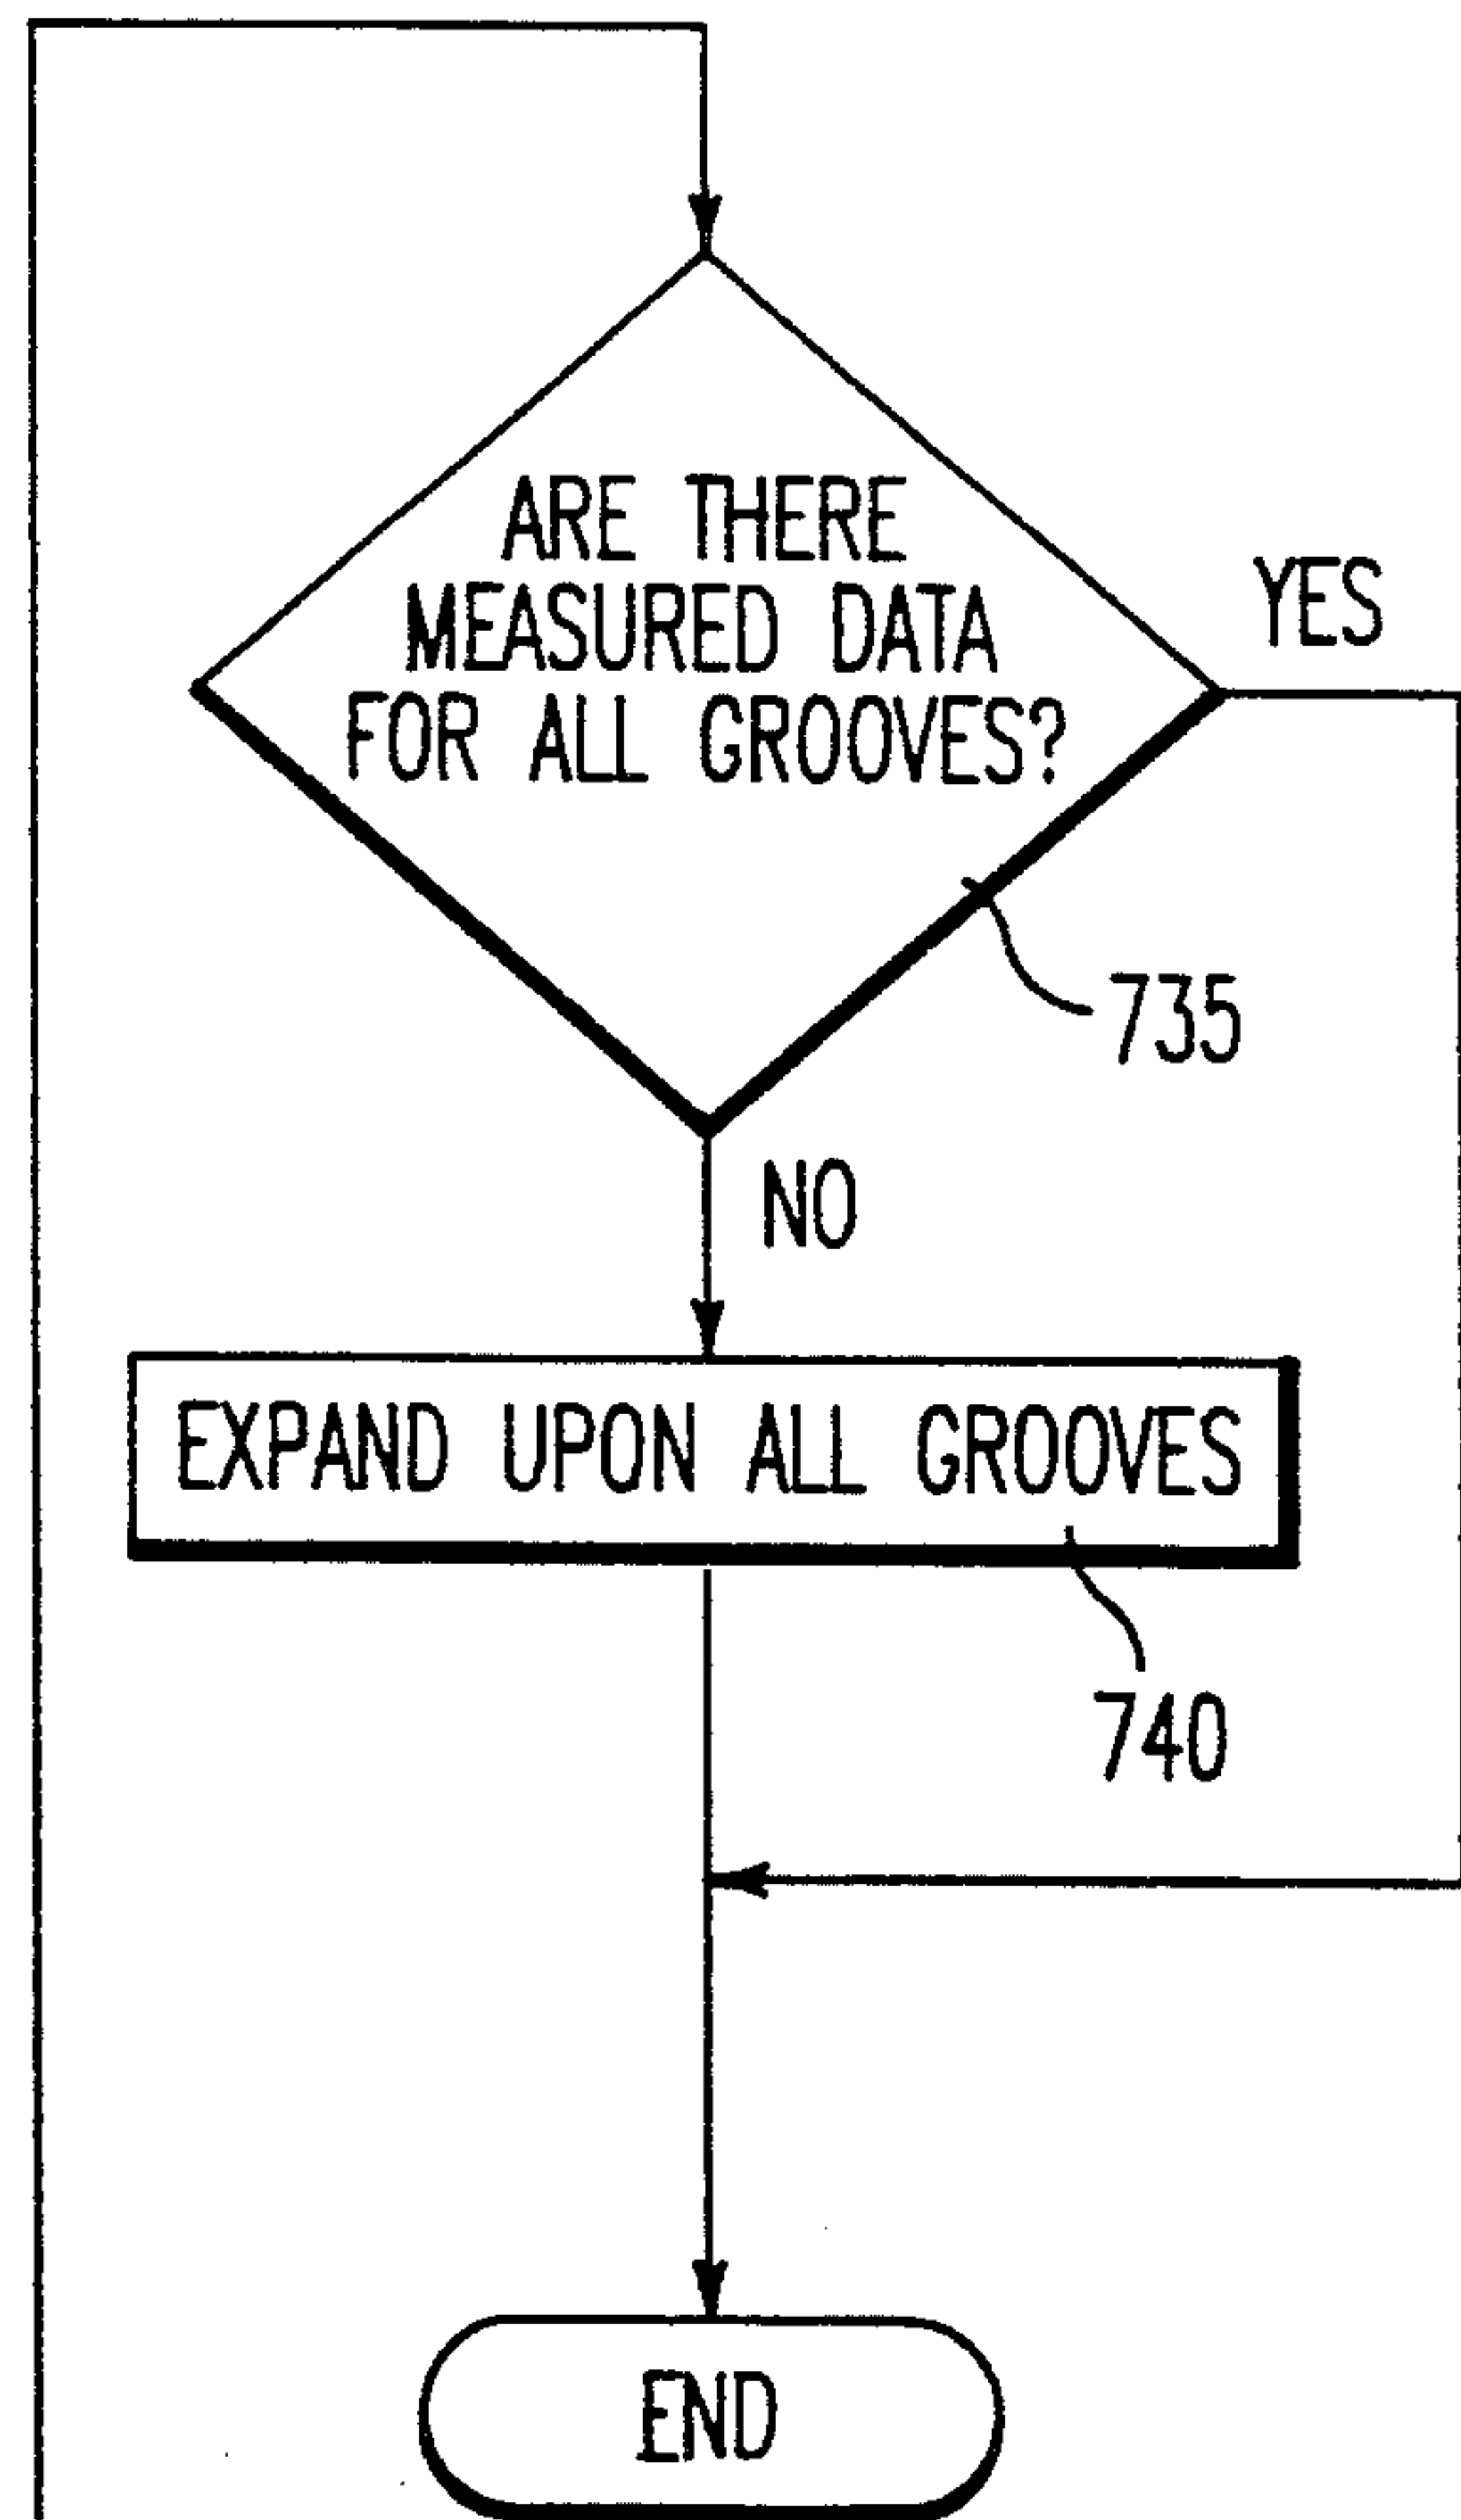 ARE THERE
MEASURED DATA
FOR ALL GROOVES?
YES
735
NO
EXPAND UPON ALL GROOVES
740
END